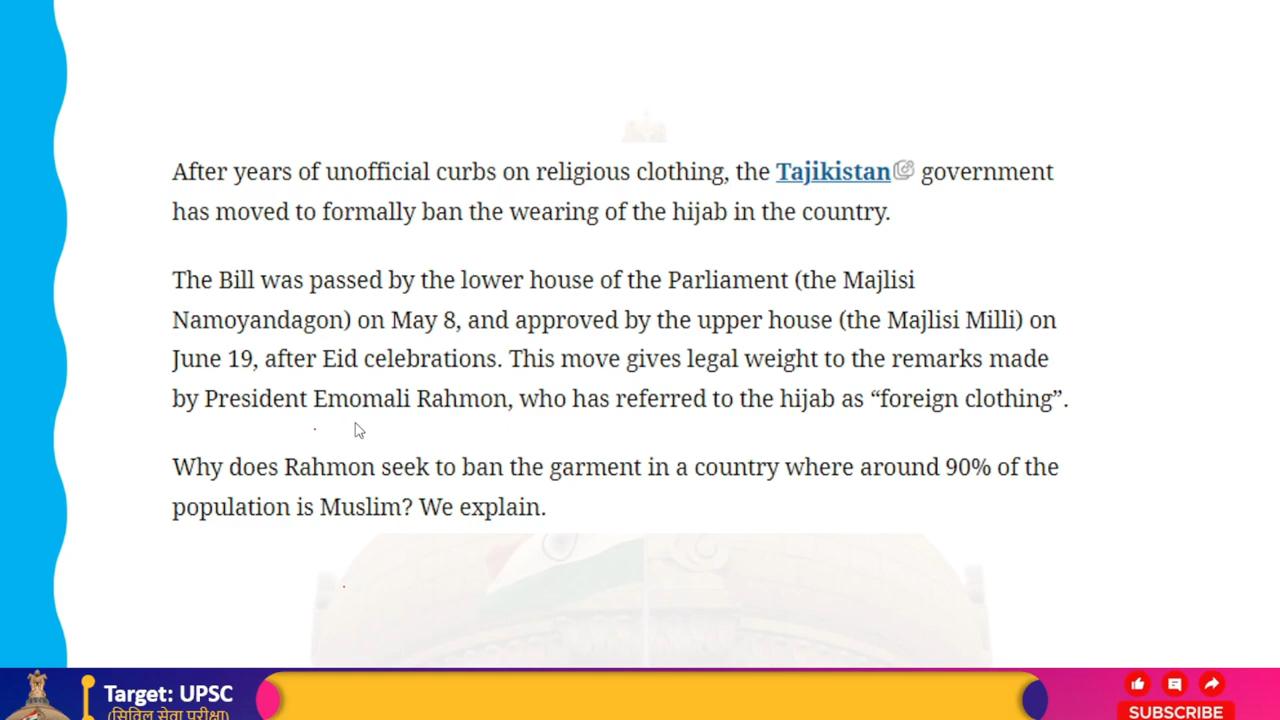 After years of unofficial curbs on religious clothing, the Tajikistan government
has moved to formally ban the wearing of the hijab in the country.
The Bill was passed by the lower house of the Parliament (the Majlisi
Namoyandagon) on May 8, and approved by the upper house (the Majlisi Milli) on
June 19, after Eid celebrations. This move gives legal weight to the remarks made
by President Emomali Rahmon, who has referred to the hijab as “foreign clothing”.
Why does Rahmon seek to ban the garment in a country where around 90% of the
population is Muslim? We explain.
Target: UPSC
(सिविल सेवा परीक्षा)
SUBSCRIBE